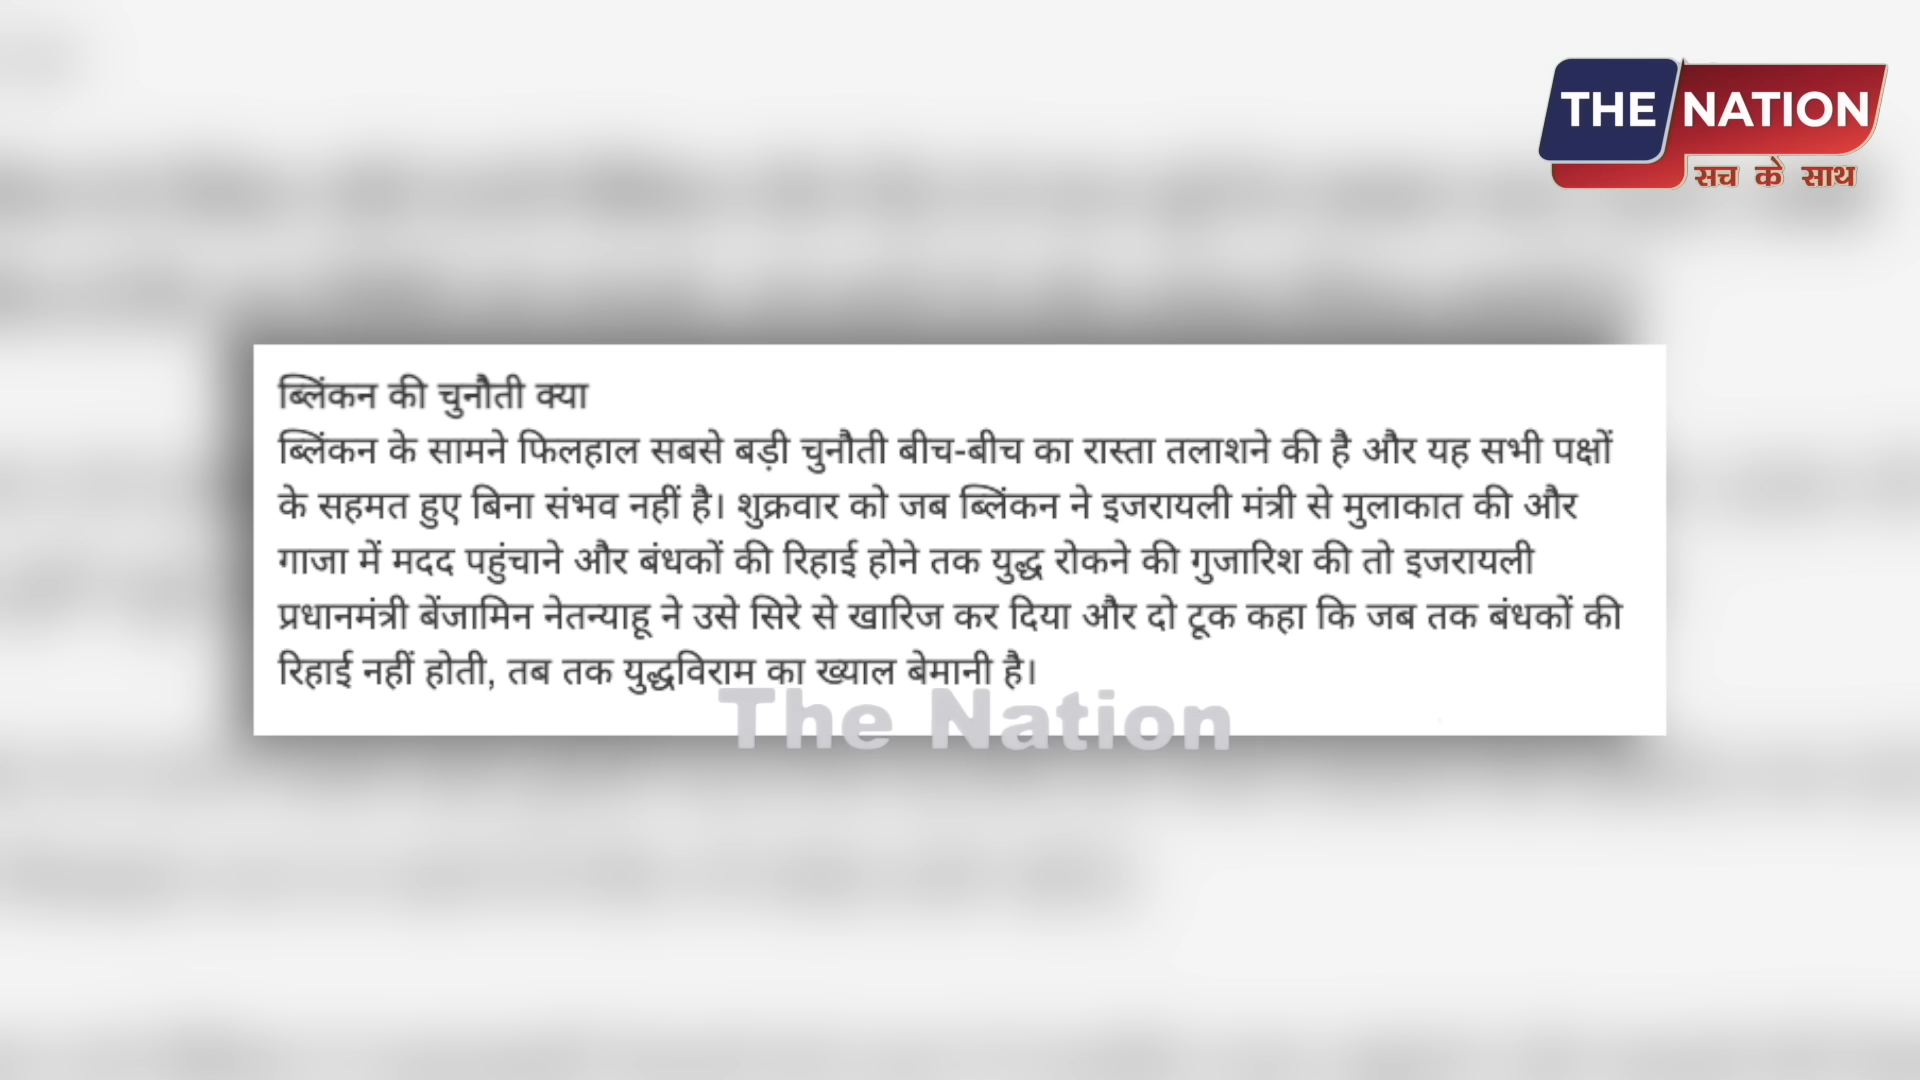 THE NATION
सच के साथ
ब्लिंकन की चुनौती क्या
ब्लिंकन के सामने फिलहाल सबसे बड़ी चुनौती बीच-बीच का रास्ता तलाशने की है और यह सभी पक्षों
के सहमत हुए बिना संभव नहीं है। शुक्रवार को जब ब्लिंकन ने इजरायली मंत्री से मुलाकात की और
गाजा में मदद पहुंचाने और बंधकों की रिहाई होने तक युद्ध रोकने की गुजारिश की तो इजरायली
प्रधानमंत्री बेंजामिन नेतन्याहू ने उसे सिरे से खारिज कर दिया और दो टूक कहा कि जब तक बंधकों की
रिहाई नहीं होती, तब तक युद्धविराम का ख्याल बेमानी है।
The Nation